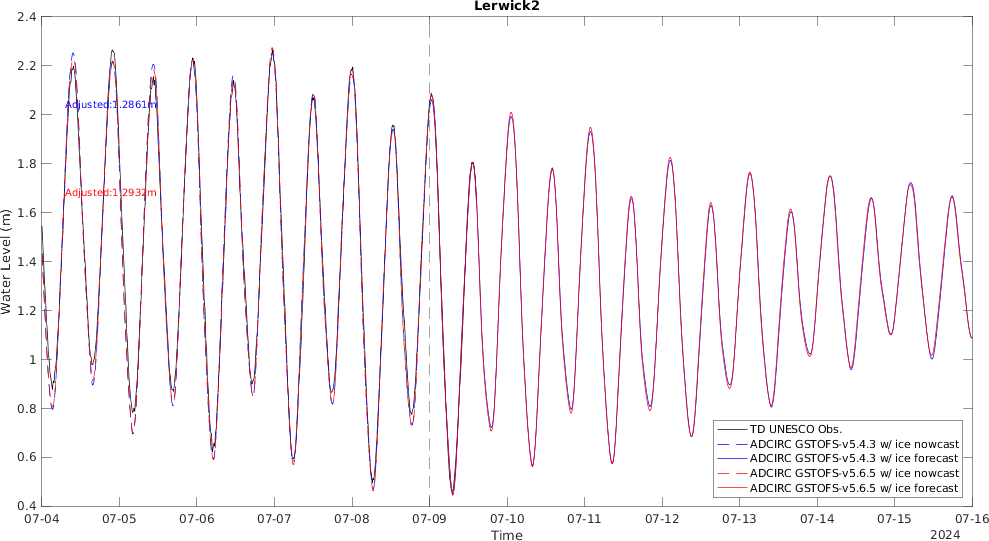 Lerwick2
2.4
2.2
2
1.8
1.6
1.4
1.2
1
0.8
0.6
0.4
Water Level (m)
Adjusted:1.2861m
Adjusted:1.2932m
TD UNESCO Obs.
ADCIRC GSTOFS-v5.4.3 w/ ice nowcast
ADCIRC GSTOFS-v5.4.3 w/ ice forecast
ADCIRC GSTOFS-v5.6.5 w/ ice nowcast
ADCIRC GSTOFS-v5.6.5 w/ ice forecast
07-04 07-05 07-06 07-07 07-08 07-09 07-10 07-11 07-12 07-13 07-14 07-15 07-16
Time
2024